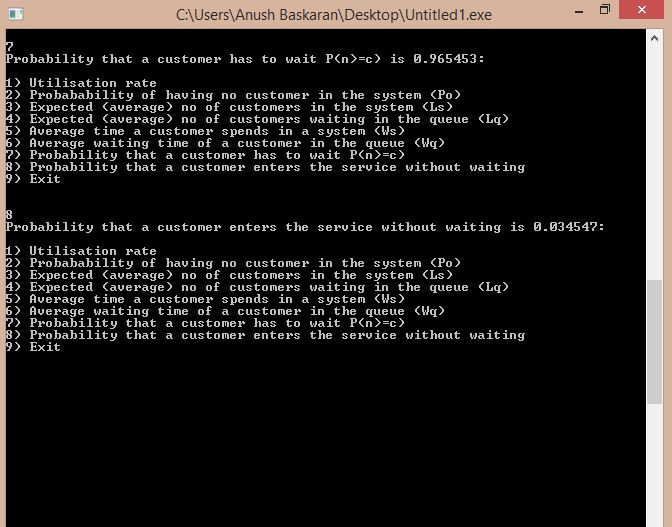 C:\Users\Anush Baskaran\Desktop\Untitled1.exe
7
Probability that a customer has to wait P(n)>=c) is 0.965453:
1) Utilisation rate
2) Probabability of having no customer in the system (Po)
3) Expected (average) no of customers in the system (Ls)
4) Expected (average) no of customers waiting in the queue (Lq)
5) Average time a customer spends in a system (Ws)
6) Average waiting time of a customer in the queue (Wq)
7) Probability that a customer has to wait P(n)>=c)
8) Probability that a customer enters the service without waiting
9) Exit
8
Probability that a customer enters the service without waiting is 0.034547:
1) Utilisation rate
2) Probabability of having no customer in the system (Po)
3) Expected (average) no of customers in the system (Ls)
4) Expected (average) no of customers waiting in the queue (Lq)
5) Average time a customer spends in a system (Ws)
6) Average waiting time of a customer in the queue (Wq)
7) Probability that a customer has to wait P(n)>=c)
8) Probability that a customer enters the service without waiting
9) Exit